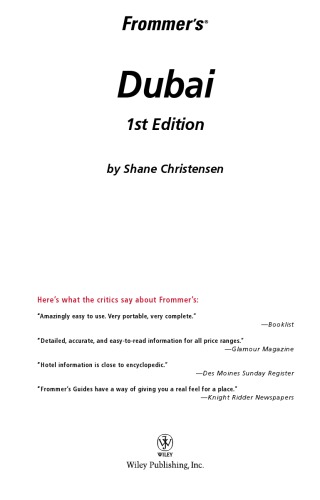 Frommer's®
Dubai
1st Edition
by Shane Christensen
Here's what the critics say about Frommer's:
"Amazingly easy to use. Very portable, very complete."
—Booklist
"Detailed, accurate, and easy-to-read information for all price ranges."
—Glamour Magazine
"Hotel information is close to encyclopedic."
—Des Moines Sunday Register
"Frommer's Guides have a way of giving you a real feel for a place."
—Knight Ridder Newspapers
WILEY
Wiley Publishing, Inc.